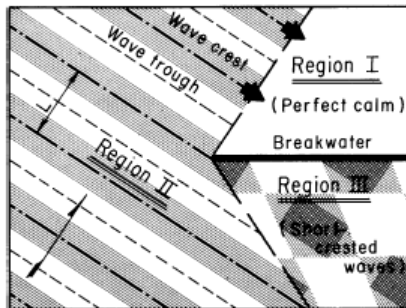 Wave crest
Wave trough
Region I
(Perfect calm)
L
Breakwater
Region II
Region III
(Short-
crested
waves)